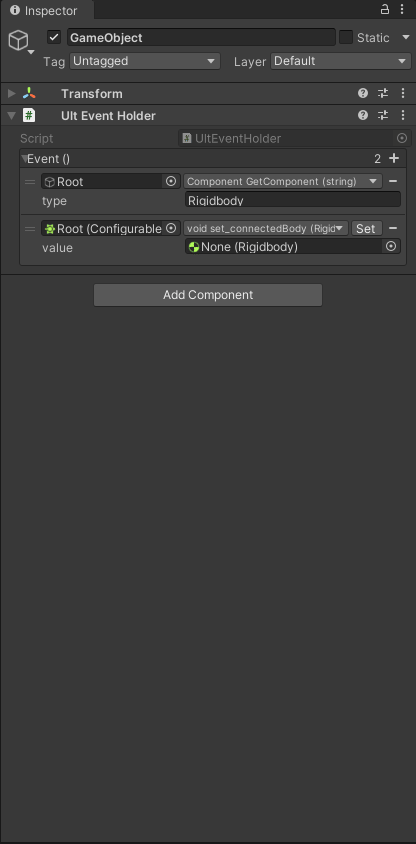 Inspector
GameObject
Static
Tag Untagged Layer Default
Transform
#
Ult Event Holder
Script # UltEventHolder
Event () 2 +
Root Component GetComponent (string)
type Rigidbody
Root (Configurable void set_connectedBody (Rigid Set
value None (Rigidbody)
Add Component